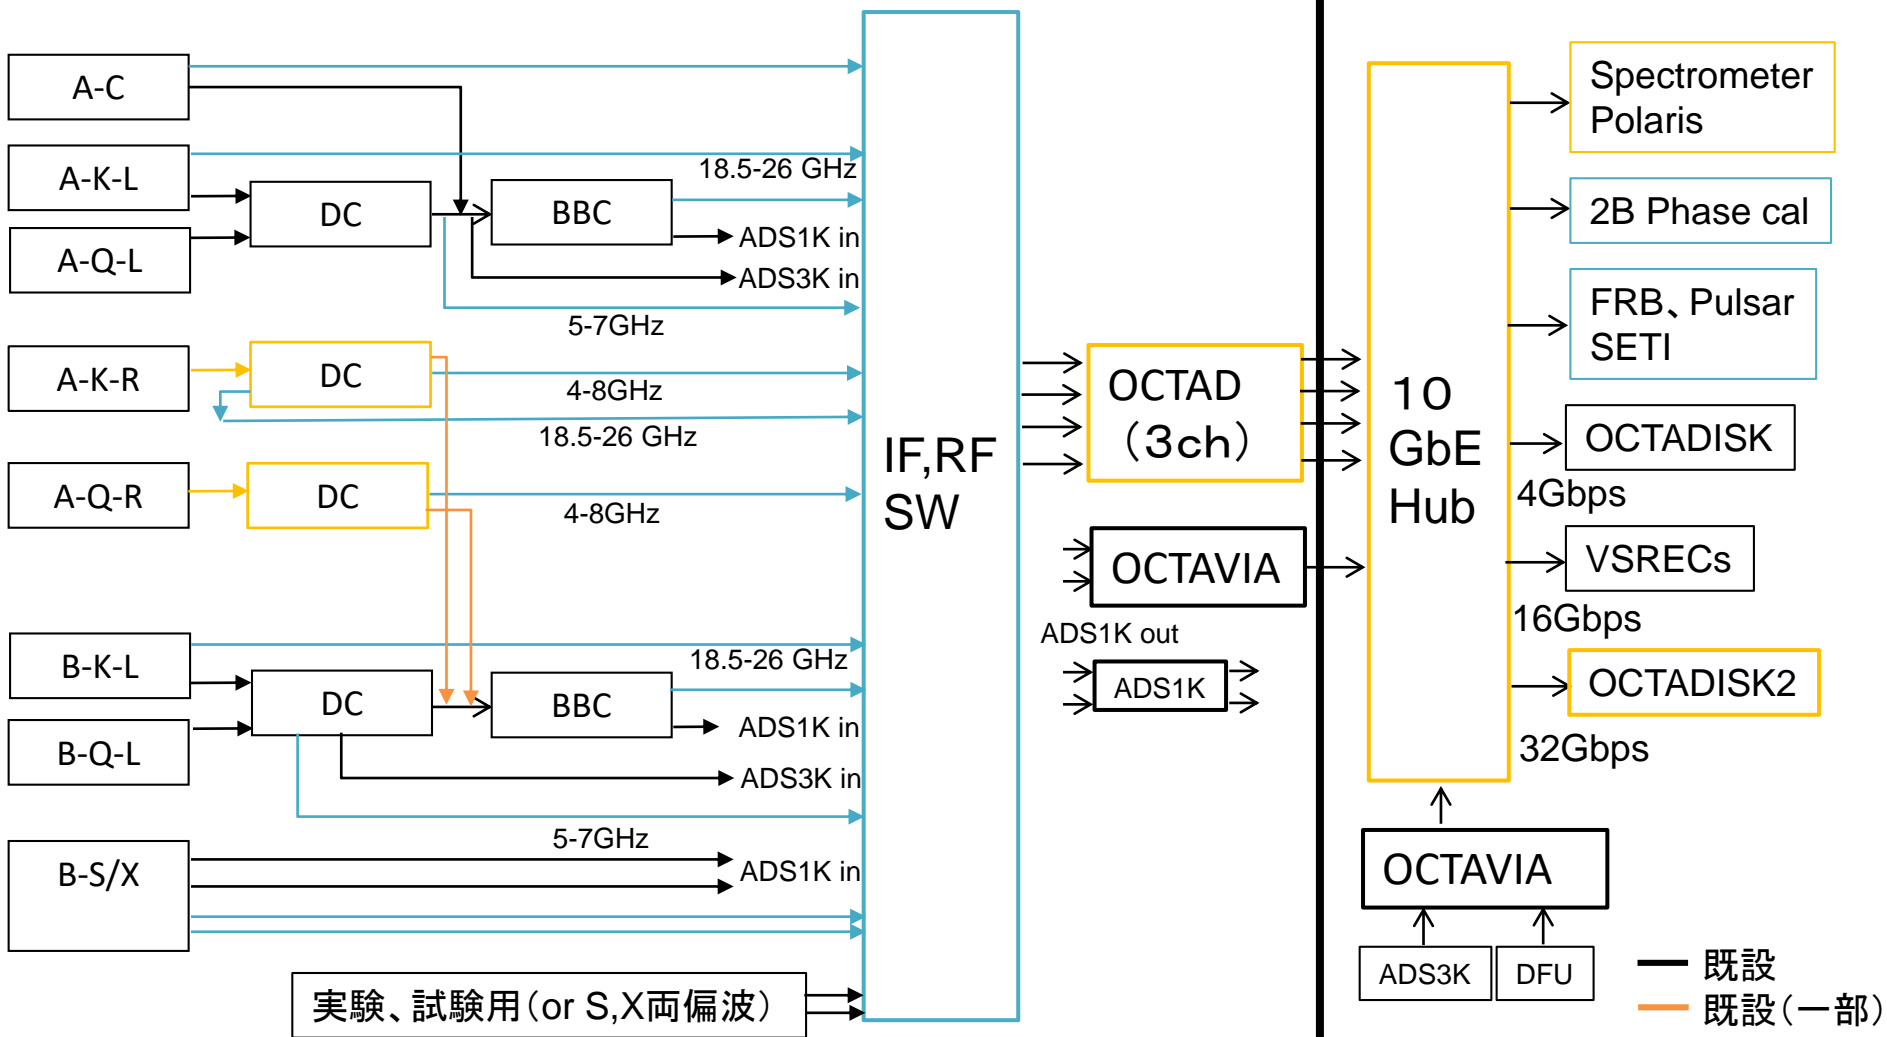 A-C
A-K-L
A-Q-L
DC
BBC
18.5-26 GHz
ADS1K in
ADS3K in
5-7GHz
A-K-R
DC
4-8GHz
18.5-26 GHz
A-Q-R
DC
4-8GHz
B-K-L
B-Q-L
DC
BBC
18.5-26 GHz
ADS1K in
ADS3K in
5-7GHz
B-S/X
ADS1K in
実験、試験用(or S,X両偏波)
IF,RF
SW
OCTAD
(3ch)
OCTAVIA
ADS1K out
ADS1K
10
GbE
Hub
Spectrometer
Polaris
2B Phase cal
FRB、Pulsar
SETI
OCTADISK
4Gbps
VSRECs
16Gbps
OCTADISK2
32Gbps
OCTAVIA
ADS3K
DFU
既設
既設(一部)